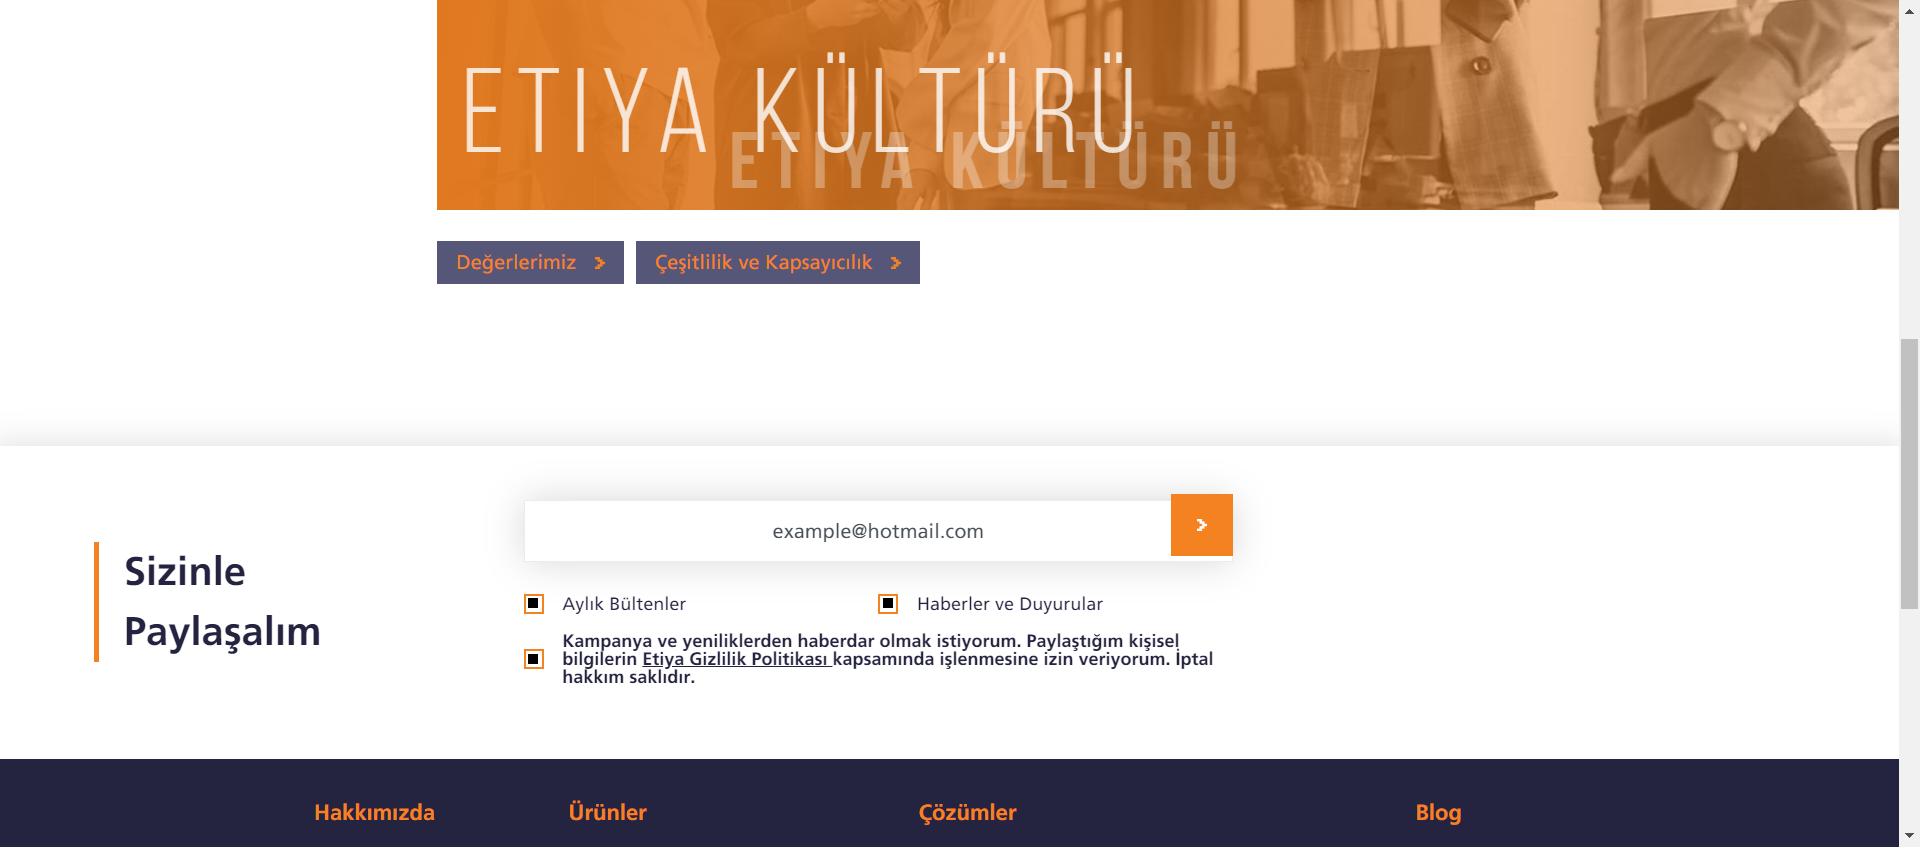 ETIYA KÜLTÜRÜ
ETIYA KÜLTÜRÜ
Değerlerimiz
Çeşitlilik ve Kapsayıcılık
example@hotmail.com
Sizinle
Paylaşalım
Aylık Bültenler
Haberler ve Duyurular
Kampanya ve yeniliklerden haberdar olmak istiyorum. Paylaştığım kişisel
bilgilerin Etiya Gizlilik Politikası kapsamında işlenmesine izin veriyorum. İptal
hakkım saklıdır.
Hakkımızda
Ürünler
Çözümler
Blog